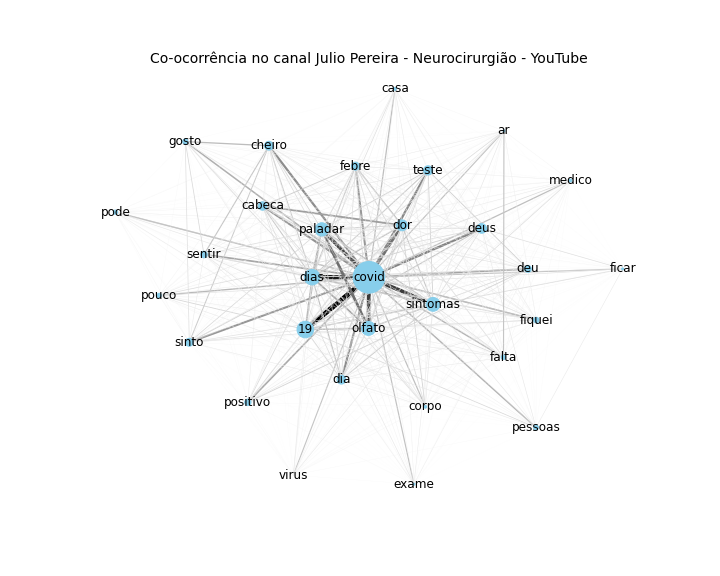 Co-ocorrência no canal Julio Pereira - Neurocirurgião - YouTube
casa
ar
gosto
cheiro
febre
teste
medico
cabeca
pode
paladar
dor
deus
sentir
deu
ficar
dias
covid
pouco
sintomas
fiquei
19
olfato
sinto
falta
dia
positivo
corpo
pessoas
virus
exame